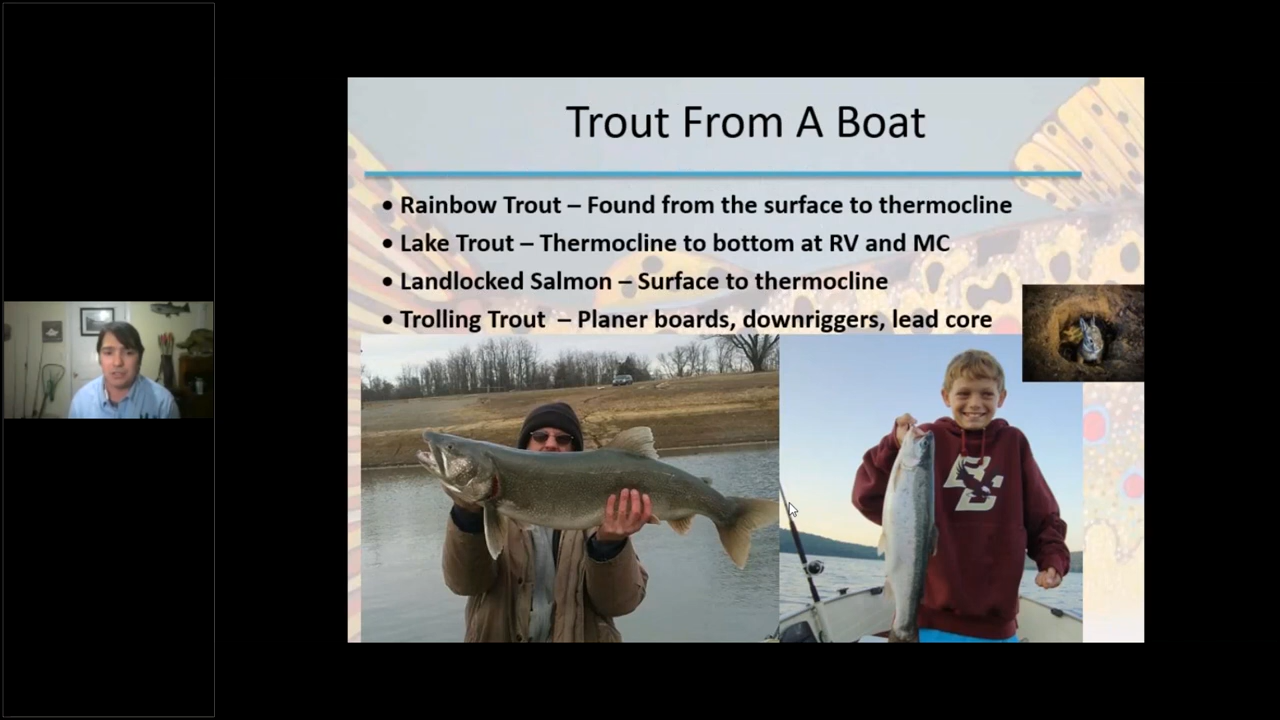 Trout From A Boat
• Rainbow Trout – Found from the surface to thermocline
• Lake Trout – Thermocline to bottom at RV and MC
• Landlocked Salmon – Surface to thermocline
• Trolling Trout – Planer boards, downriggers, lead core
BC